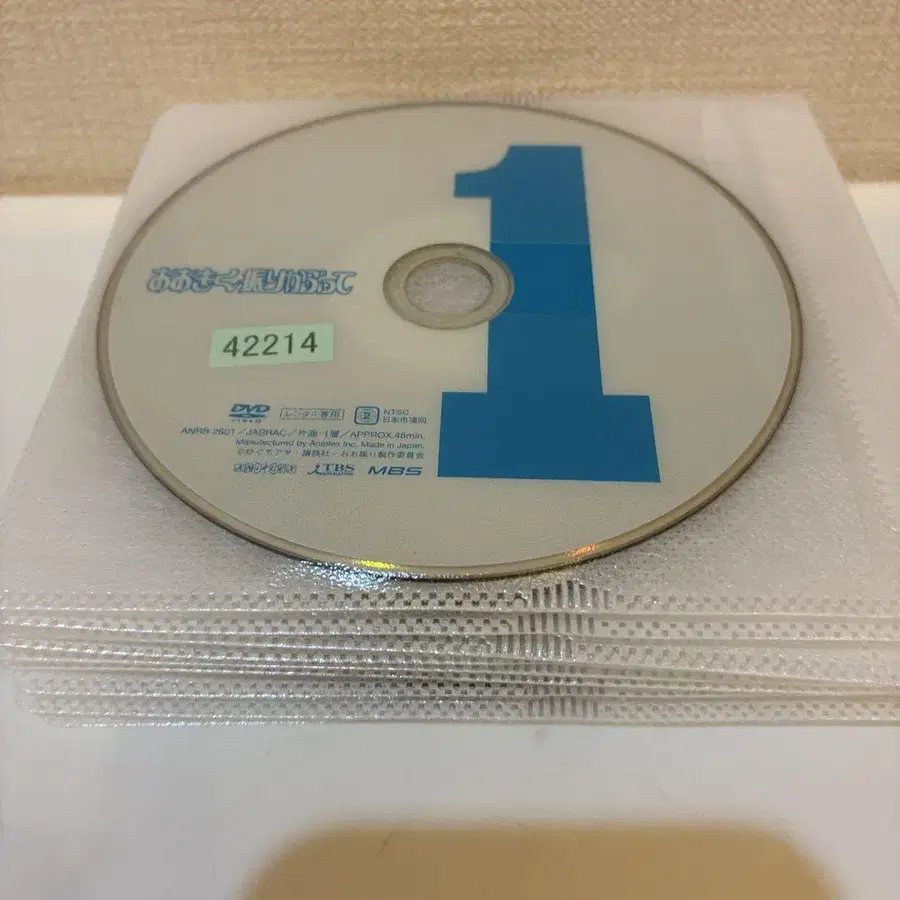 1
おおきく振りかぶって
42214
DVD VIDEO レンタル専用 2 NTSC 日本市場向
ANRB 2601／JASRAC／片面一層／APPROX.48min.
Manufactured by Aniplex Inc. Made in Japan.
©ひぐちアサ・講談社／おお振り製作委員会
TBS MBS